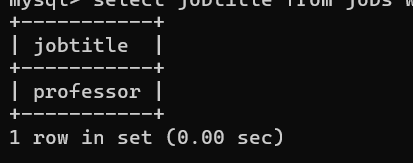 mysql> select jobtitle from jobs w
+-----------+
| jobtitle  |
+-----------+
| professor |
+-----------+
1 row in set (0.00 sec)